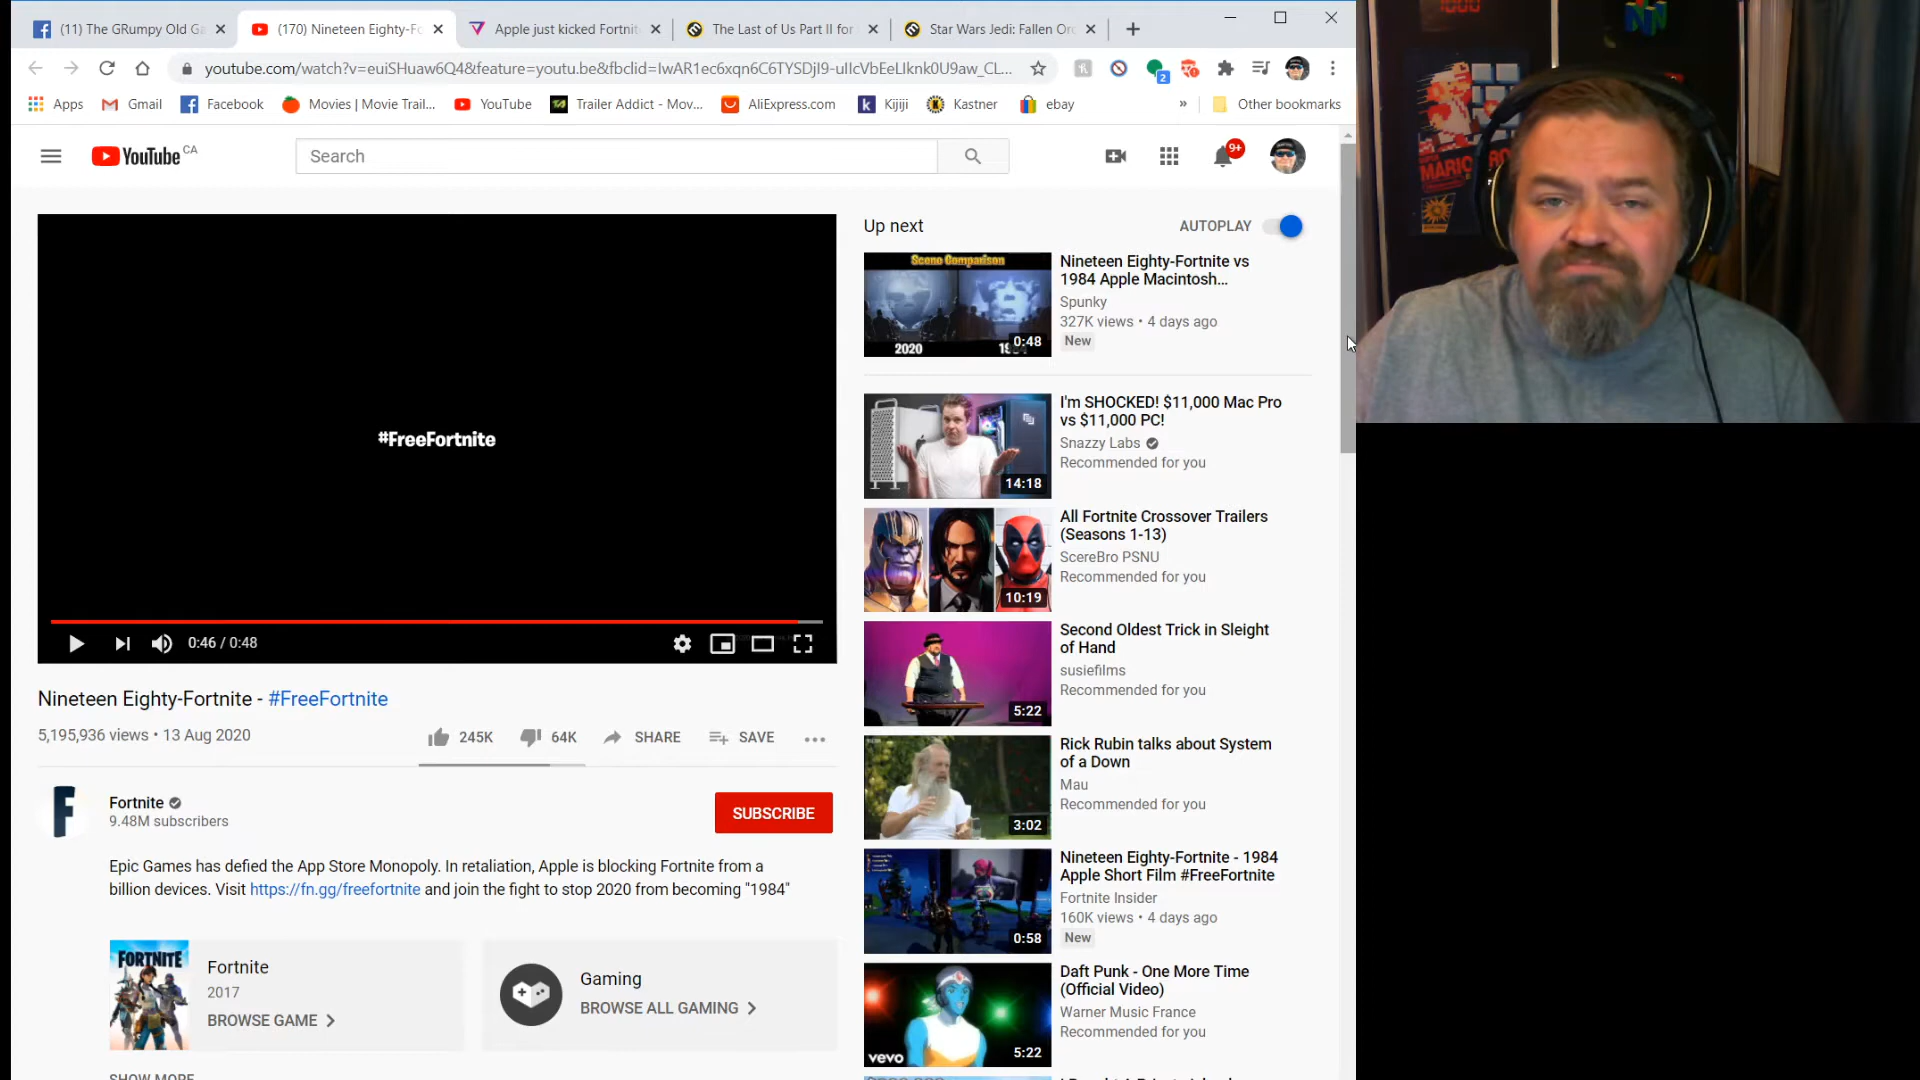 (11) The GRumpy Old Ga
(170) Nineteen Eighty-Fo
Apple just kicked Fortnit
The Last of Us Part II for
Star Wars Jedi: Fallen Or
youtube.com/watch?v=euiSHuaw6Q4&feature=youtu.be&fbclid=IwAR1ec6xqn6C6TYSDjI9-ulIcVbEeLIknk0U9aw_CL...
2
Apps
Gmail
Facebook
Movies | Movie Trail...
YouTube
Trailer Addict - Mov...
AliExpress.com
Kijiji
Kastner
ebay
»
Other bookmarks
YouTube CA
Search
9+
#FreeFortnite
0:46 / 0:48
Nineteen Eighty-Fortnite - #FreeFortnite
5,195,936 views • 13 Aug 2020
245K
64K
SHARE
SAVE
Fortnite
9.48M subscribers
SUBSCRIBE
Epic Games has defied the App Store Monopoly. In retaliation, Apple is blocking Fortnite from a
billion devices. Visit https://fn.gg/freefortnite and join the fight to stop 2020 from becoming "1984"
FORTNITE
Fortnite
2017
BROWSE GAME
Gaming
BROWSE ALL GAMING
SHOW MORE
Up next
AUTOPLAY
Scene Comparison
2020
0:48
Nineteen Eighty-Fortnite vs
1984 Apple Macintosh...
Spunky
327K views • 4 days ago
New
14:18
I'm SHOCKED! $11,000 Mac Pro
vs $11,000 PC!
Snazzy Labs
Recommended for you
10:19
All Fortnite Crossover Trailers
(Seasons 1-13)
ScereBro PSNU
Recommended for you
5:22
Second Oldest Trick in Sleight
of Hand
susiefilms
Recommended for you
3:02
Rick Rubin talks about System
of a Down
Mau
Recommended for you
0:58
Nineteen Eighty-Fortnite - 1984
Apple Short Film #FreeFortnite
Fortnite Insider
160K views • 4 days ago
New
vevo
5:22
Daft Punk - One More Time
(Official Video)
Warner Music France
Recommended for you
MARIO